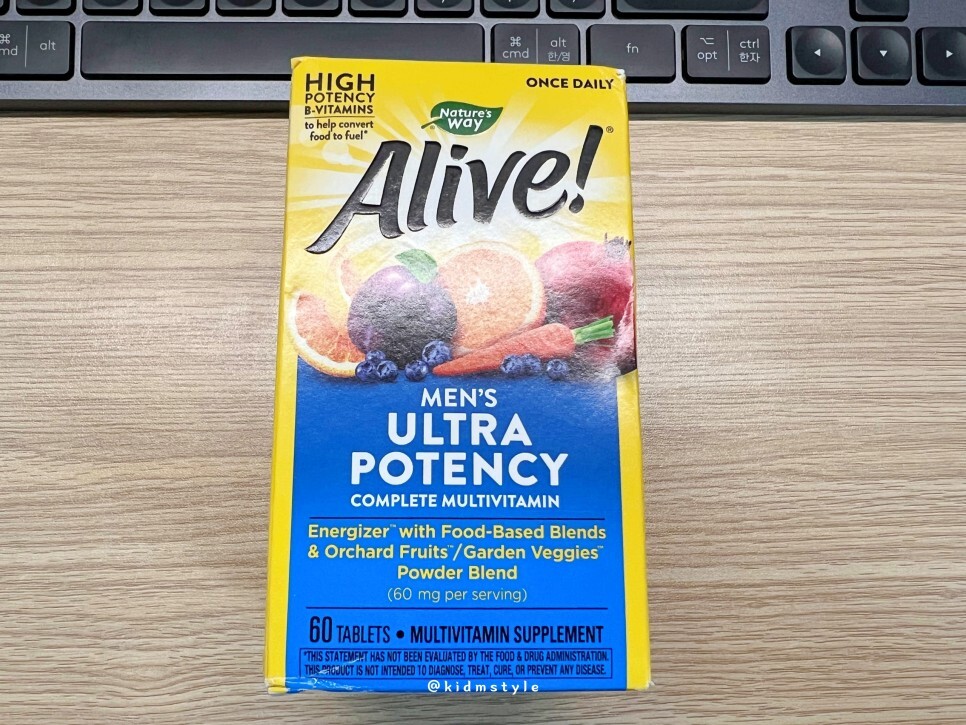 ⌘ cmd
alt
⌘ cmd
alt 한/영
fn
⌥ opt
ctrl 한자
HIGH
POTENCY
B-VITAMINS
to help convert
food to fuel*
ONCE DAILY
Nature's
Way
Alive!®
MEN'S
ULTRA
POTENCY
COMPLETE MULTIVITAMIN
Energizer™ with Food-Based Blends
& Orchard Fruits™/Garden Veggies™
Powder Blend
(60 mg per serving)
60 TABLETS • MULTIVITAMIN SUPPLEMENT
*THIS STATEMENT HAS NOT BEEN EVALUATED BY THE FOOD & DRUG ADMINISTRATION.
THIS PRODUCT IS NOT INTENDED TO DIAGNOSE, TREAT, CURE, OR PREVENT ANY DISEASE.
@kidmstyle